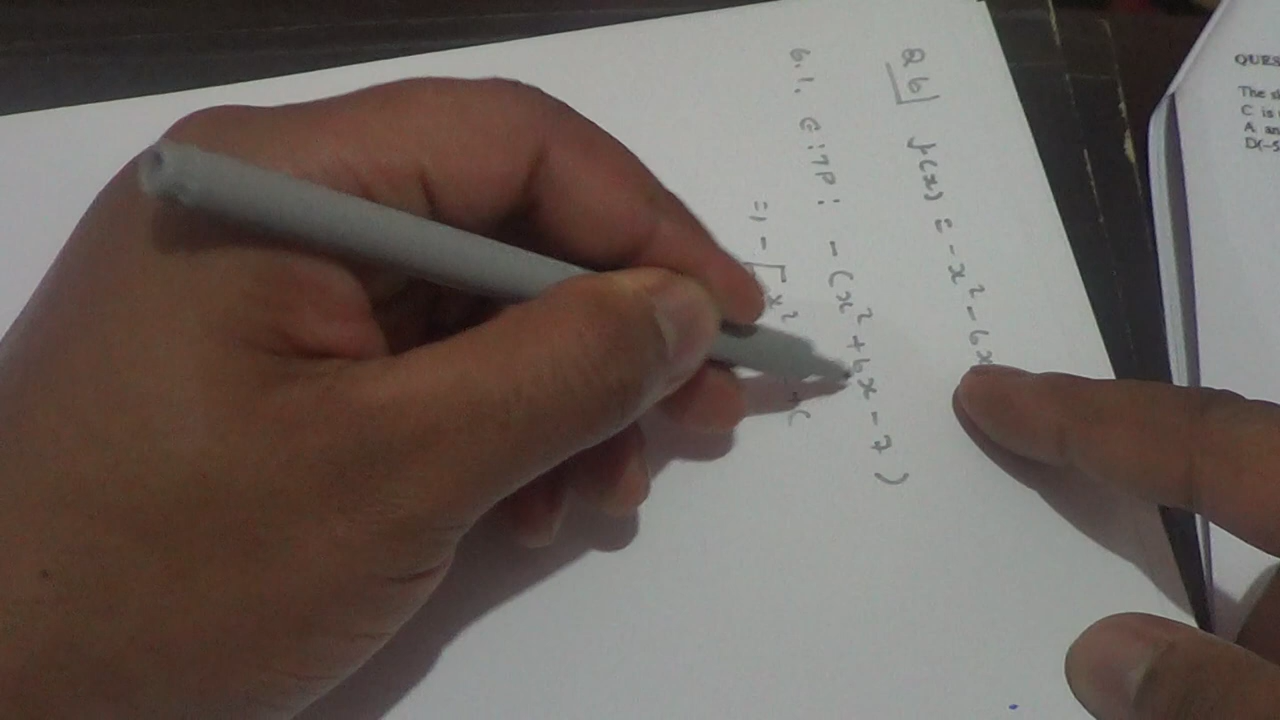 Q6 f(x) = -x² - 6x
6.1. G:TP: - (x² + 6x - 7)
= - [x²
QUES
The
C is
A an
D(-5